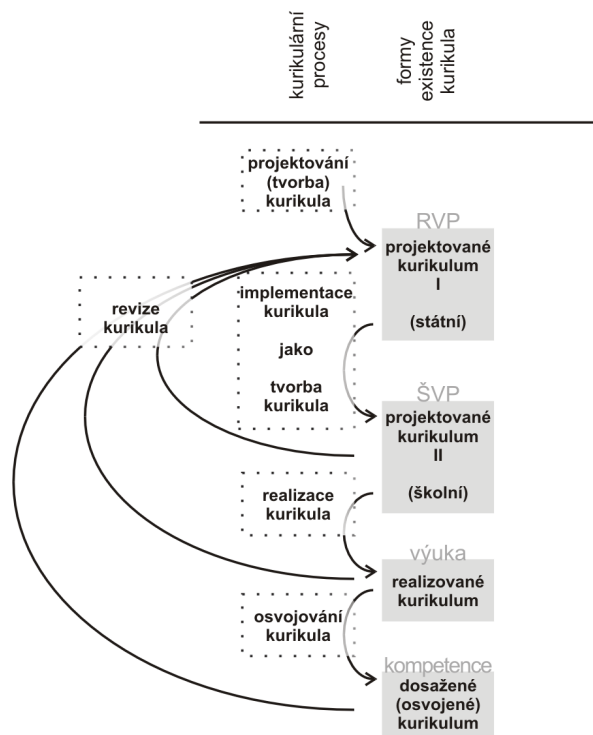 kurikulární
procesy
formy
existence
kurikula
projektování
(tvorba)
kurikula
RVP
projektované
kurikulum
I
(státní)
revize
kurikula
implementace
kurikula
jako
tvorba
kurikula
ŠVP
projektované
kurikulum
II
(školní)
realizace
kurikula
výuka
realizované
kurikulum
osvojování
kurikula
kompetence
dosažené
(osvojené)
kurikulum